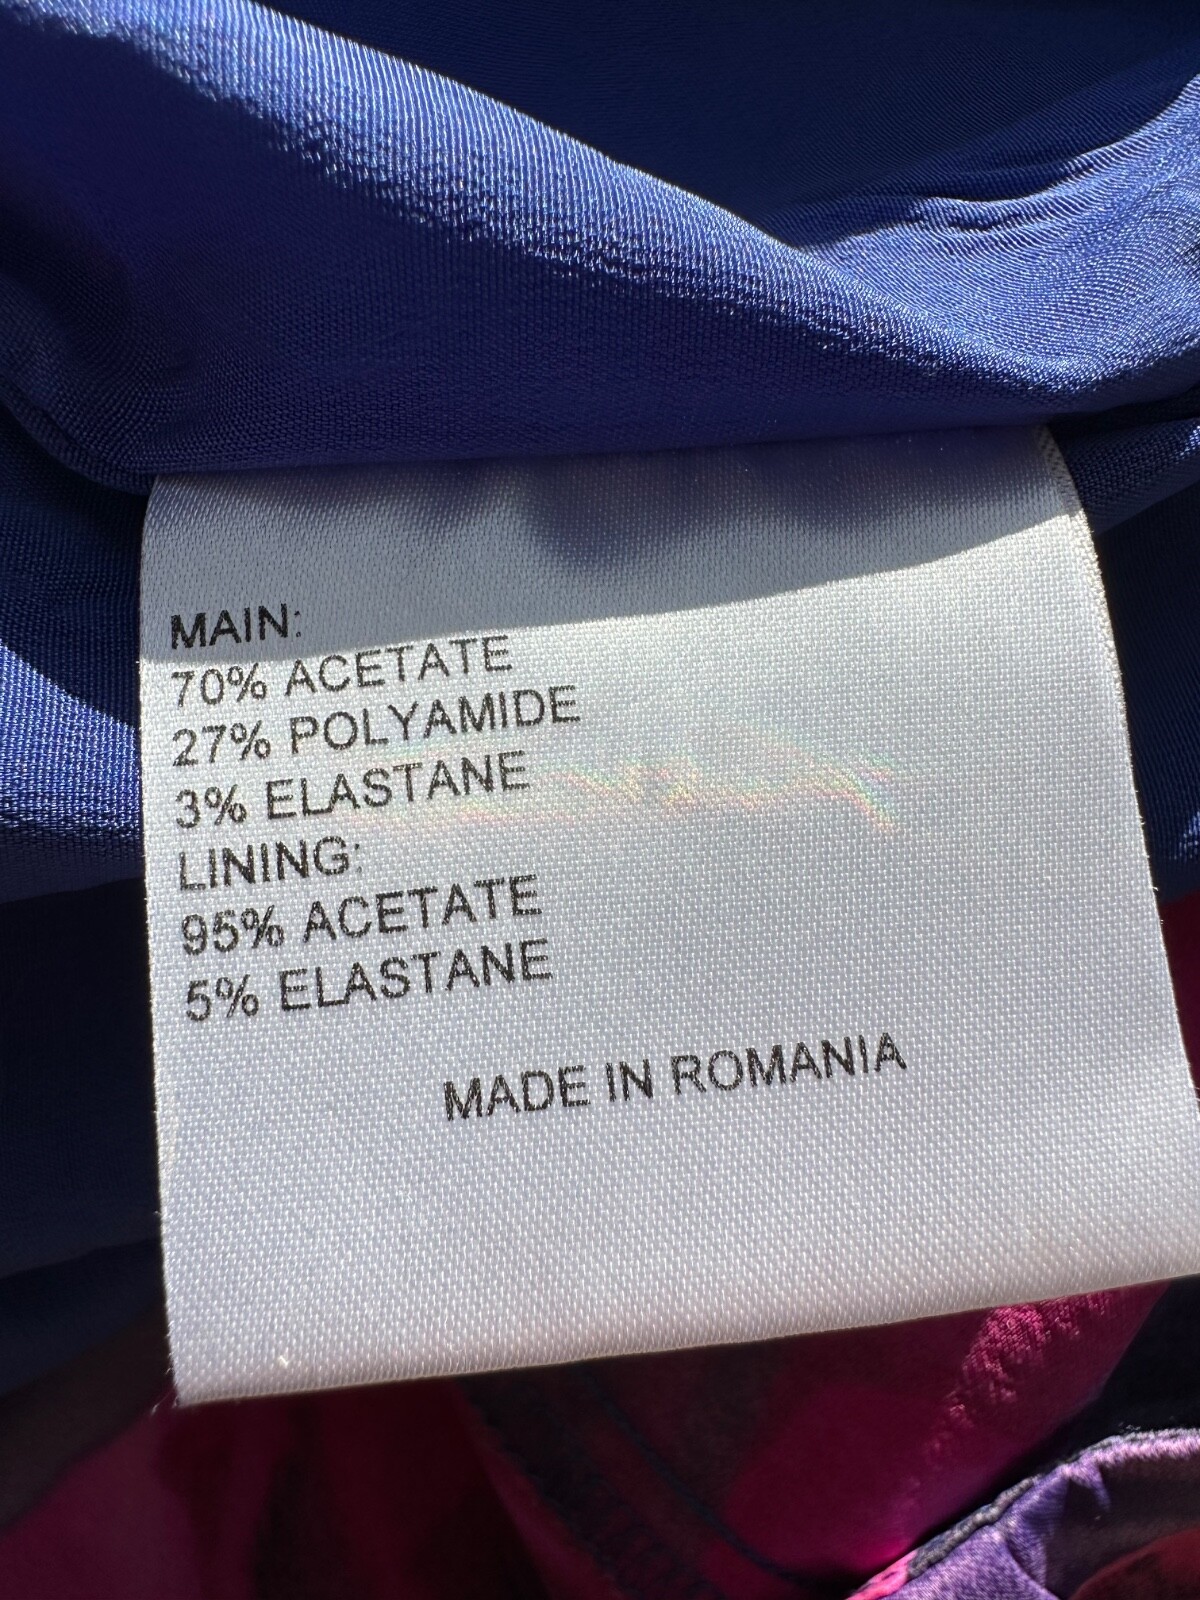 MAIN:
70% ACETATE
27% POLYAMIDE
3% ELASTANE
LINING:
95% ACETATE
5% ELASTANE
MADE IN ROMANIA